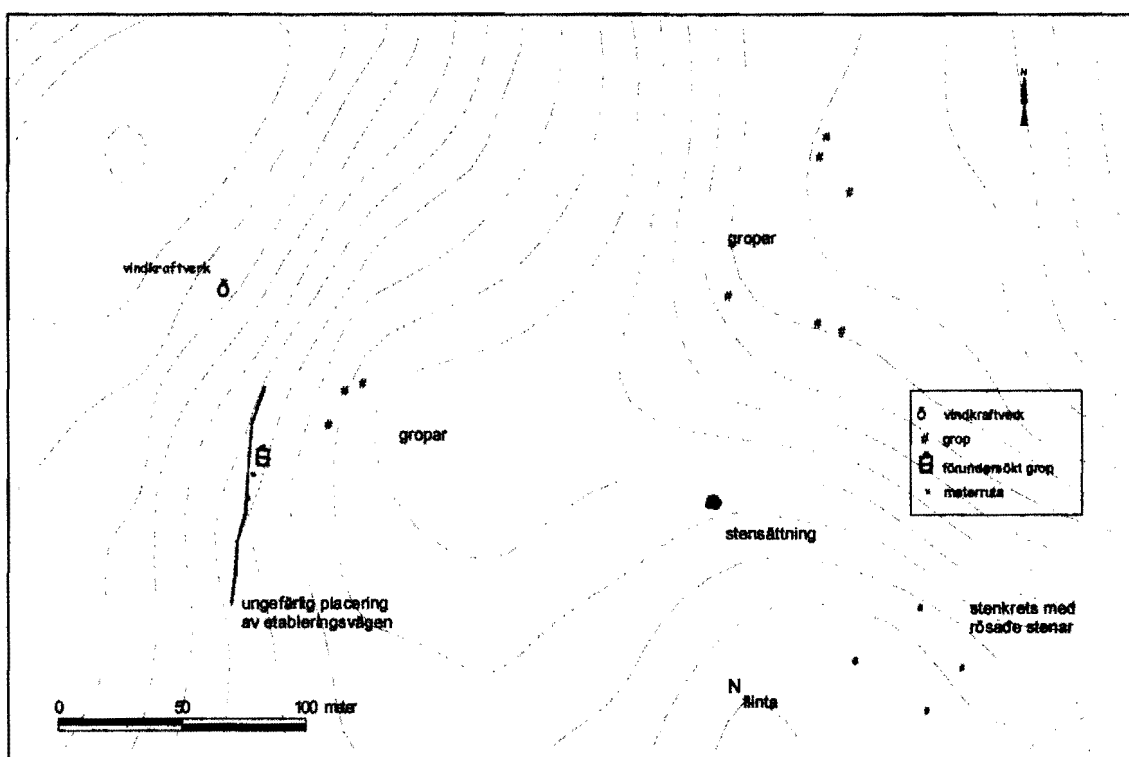 N
gropar
vindkraftverk
vindkraftverk
grop
förundersökt grop
meterruta
gropar
stensättning
ungefärlig placering
av etableringsvägen
stenkrets med
rösade stenar
N
flinta
0 50 100 meter